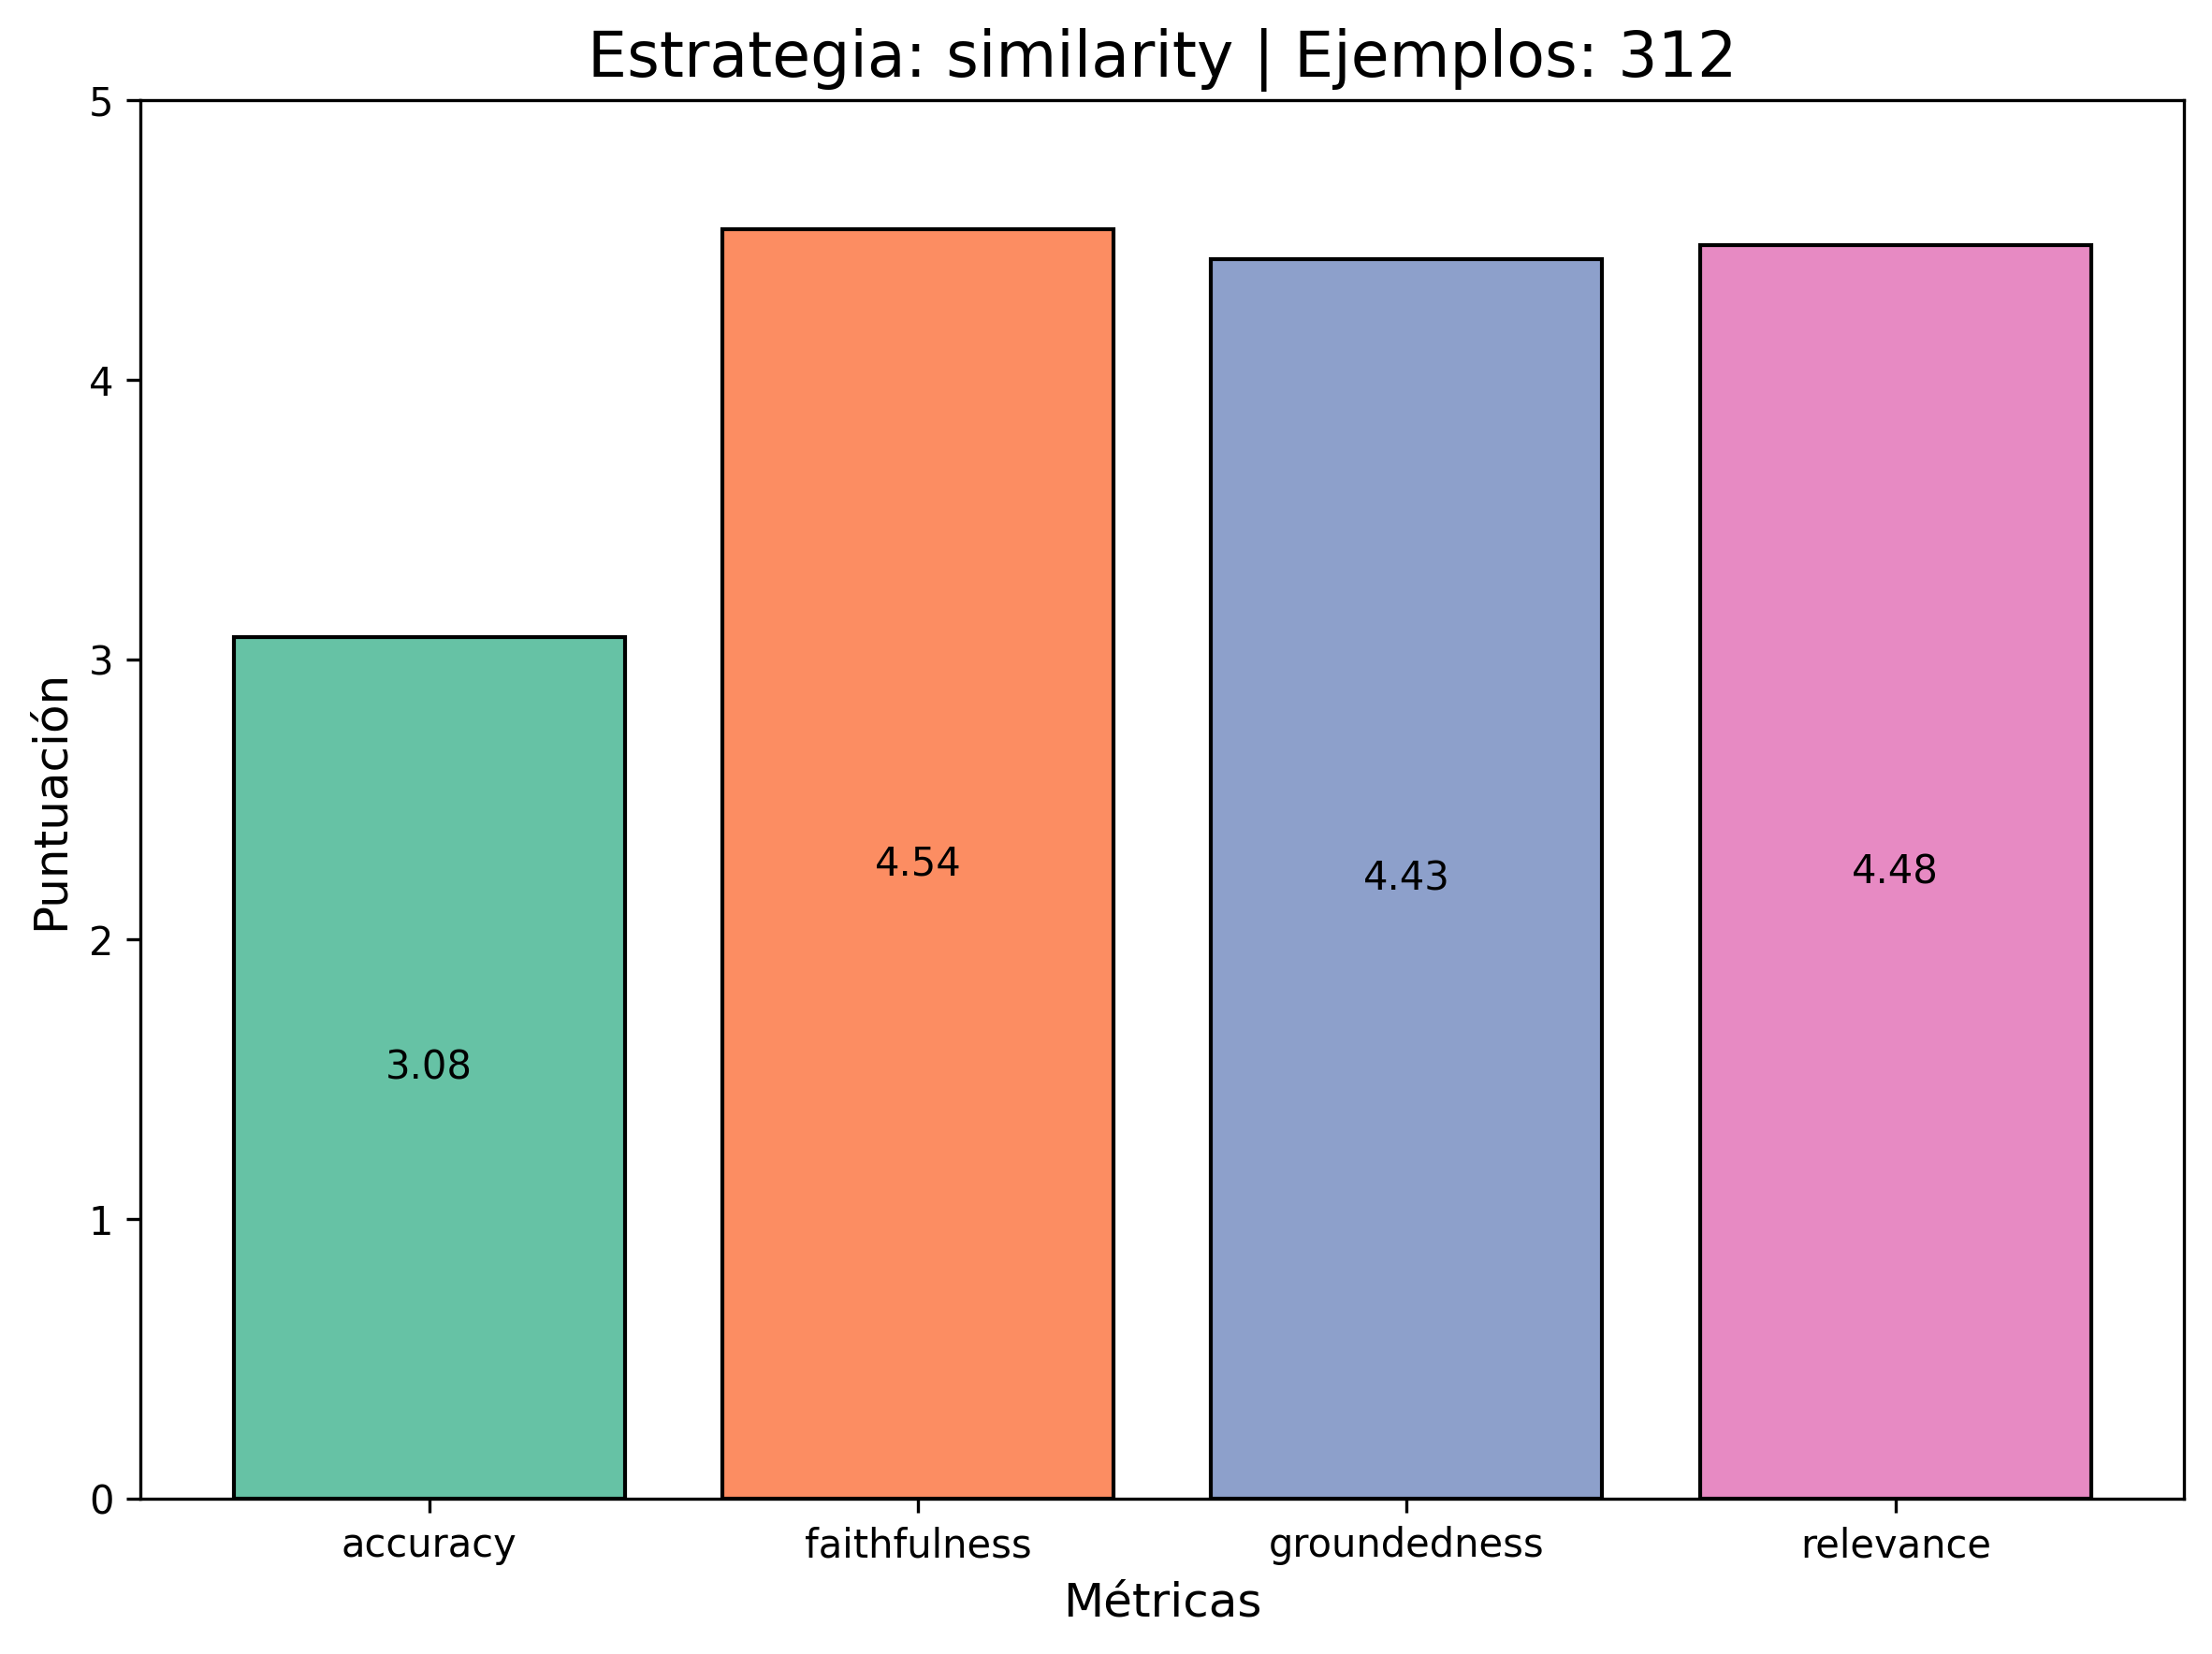 Estrategia: similarity | Ejemplos: 312
5
4
3
2
1
0
Puntuación
3.08
4.54
4.43
4.48
accuracy
faithfulness
groundedness
relevance
Métricas